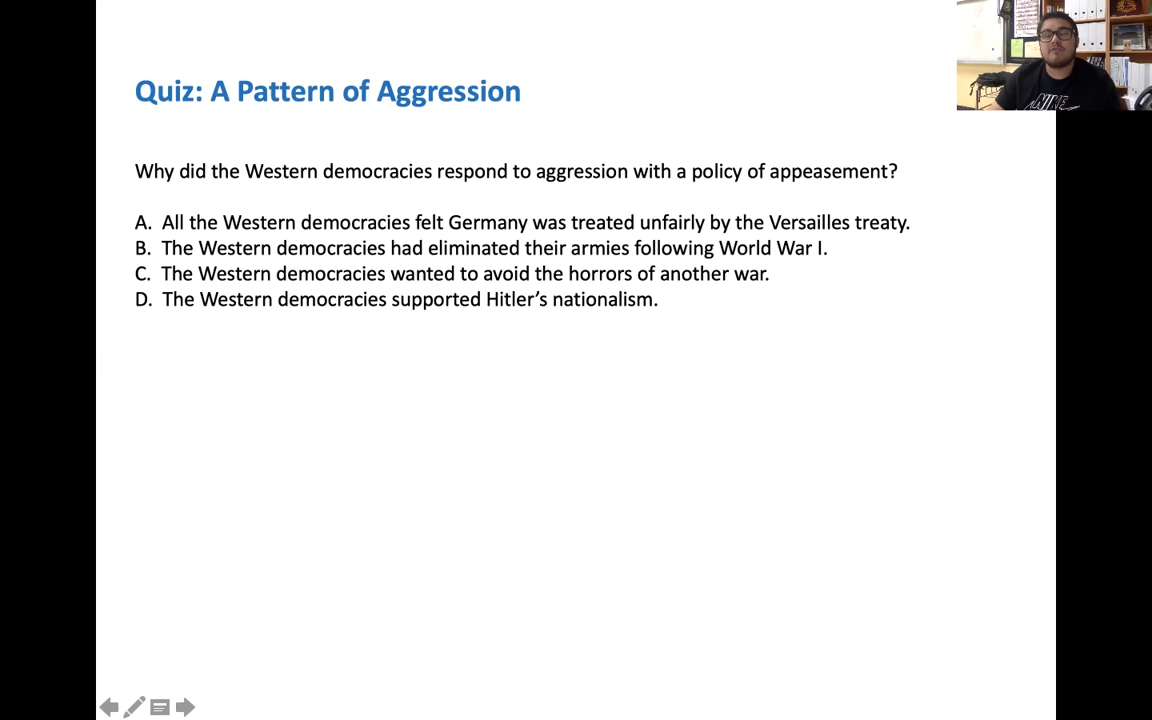 Quiz: A Pattern of Aggression
Why did the Western democracies respond to aggression with a policy of appeasement?
A. All the Western democracies felt Germany was treated unfairly by the Versailles treaty.
B. The Western democracies had eliminated their armies following World War I.
C. The Western democracies wanted to avoid the horrors of another war.
D. The Western democracies supported Hitler’s nationalism.
NIKE